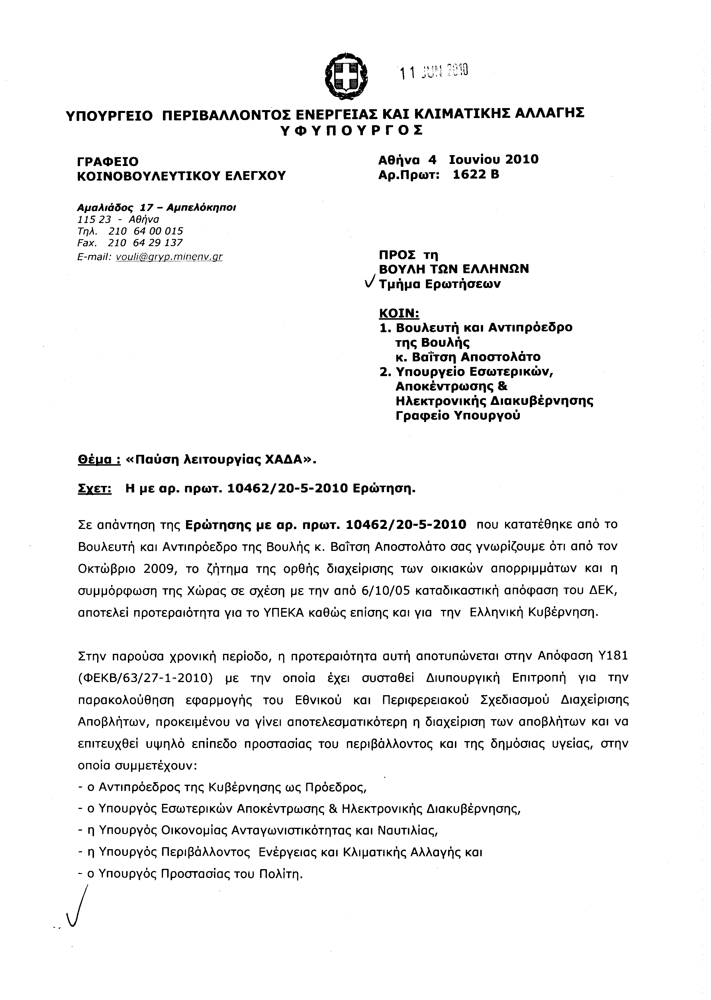 11 JUN 2010
ΥΠΟΥΡΓΕΙΟ ΠΕΡΙΒΑΛΛΟΝΤΟΣ ΕΝΕΡΓΕΙΑΣ ΚΑΙ ΚΛΙΜΑΤΙΚΗΣ ΑΛΛΑΓΗΣ
ΥΦΥΠΟΥΡΓΟΣ
ΓΡΑΦΕΙΟ
ΚΟΙΝΟΒΟΥΛΕΥΤΙΚΟΥ ΕΛΕΓΧΟΥ
Αθήνα 4 Ιουνίου 2010
Αρ.Πρωτ: 1622 Β
Αμαλιάδος 17 – Αμπελόκηποι
115 23 - Αθήνα
Τηλ. 210 64 00 015
Fax. 210 64 29 137
E-mail: vouli@gryp.minenv.gr
ΠΡΟΣ τη
ΒΟΥΛΗ ΤΩΝ ΕΛΛΗΝΩΝ
Τμήμα Ερωτήσεων
ΚΟΙΝ:
1. Βουλευτή και Αντιπρόεδρο
της Βουλής
κ. Βαΐτση Αποστολάτο
2. Υπουργείο Εσωτερικών,
Αποκέντρωσης &
Ηλεκτρονικής Διακυβέρνησης
Γραφείο Υπουργού
Θέμα : «Παύση λειτουργίας ΧΑΔΑ».
Σχετ: Η με αρ. πρωτ. 10462/20-5-2010 Ερώτηση.
Σε απάντηση της Ερώτησης με αρ. πρωτ. 10462/20-5-2010 που κατατέθηκε από το
Βουλευτή και Αντιπρόεδρο της Βουλής κ. Βαΐτση Αποστολάτο σας γνωρίζουμε ότι από τον
Οκτώβριο 2009, το ζήτημα της ορθής διαχείρισης των οικιακών απορριμμάτων και η
συμμόρφωση της Χώρας σε σχέση με την από 6/10/05 καταδικαστική απόφαση του ΔΕΚ,
αποτελεί προτεραιότητα για το ΥΠΕΚΑ καθώς επίσης και για την Ελληνική Κυβέρνηση.
Στην παρούσα χρονική περίοδο, η προτεραιότητα αυτή αποτυπώνεται στην Απόφαση Υ181
(ΦΕΚΒ/63/27-1-2010) με την οποία έχει συσταθεί Διυπουργική Επιτροπή για την
παρακολούθηση εφαρμογής του Εθνικού και Περιφερειακού Σχεδιασμού Διαχείρισης
Αποβλήτων, προκειμένου να γίνει αποτελεσματικότερη η διαχείριση των αποβλήτων και να
επιτευχθεί υψηλό επίπεδο προστασίας του περιβάλλοντος και της δημόσιας υγείας, στην
οποία συμμετέχουν:
- ο Αντιπρόεδρος της Κυβέρνησης ως Πρόεδρος,
- ο Υπουργός Εσωτερικών Αποκέντρωσης & Ηλεκτρονικής Διακυβέρνησης,
- η Υπουργός Οικονομίας Ανταγωνιστικότητας και Ναυτιλίας,
- η Υπουργός Περιβάλλοντος Ενέργειας και Κλιματικής Αλλαγής και
- ο Υπουργός Προστασίας του Πολίτη.